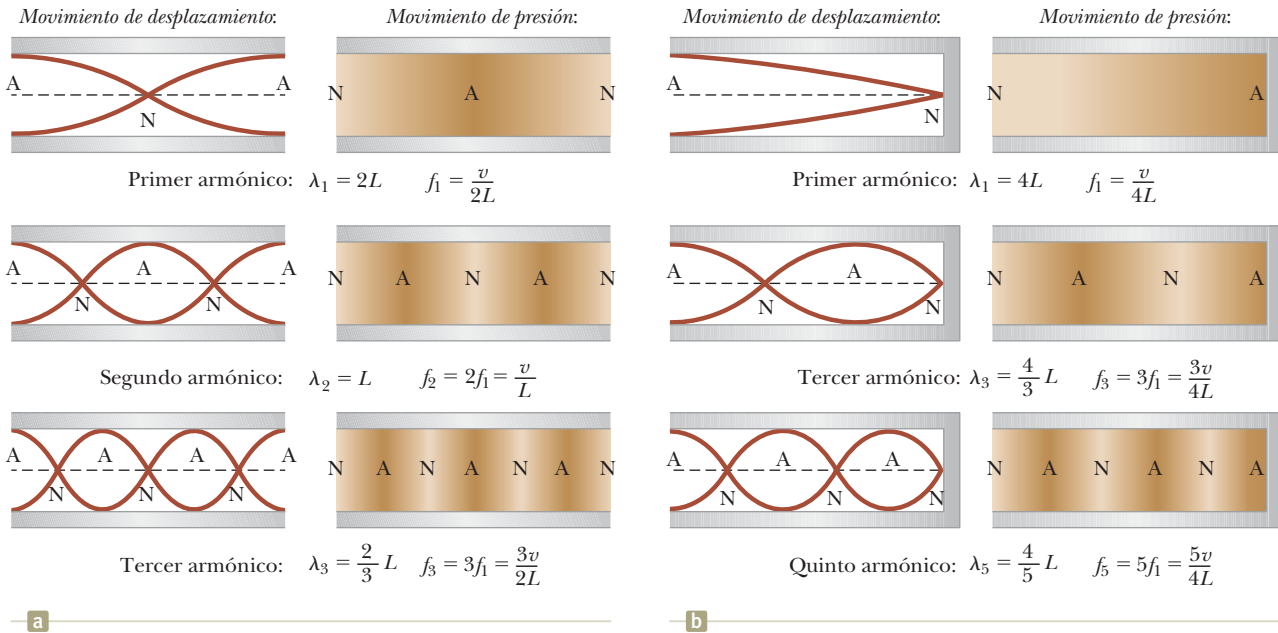 Movimiento de desplazamiento:
Movimiento de presión:
A
A
N
N
A
N
Primer armónico: λ₁ = 2L f₁ = v/2L
A
A
A
N
N
N
A
N
A
N
Segundo armónico: λ₂ = L f₂ = 2f₁ = v/L
A
A
A
A
N
N
N
N
A
N
A
N
A
N
Tercer armónico: λ₃ = 2/3 L f₃ = 3f₁ = 3v/2L
a
Movimiento de desplazamiento:
Movimiento de presión:
A
N
N
A
Primer armónico: λ₁ = 4L f₁ = v/4L
A
A
N
N
N
A
N
A
Tercer armónico: λ₃ = 4/3 L f₃ = 3f₁ = 3v/4L
A
A
A
N
N
N
N
A
N
A
N
A
Quinto armónico: λ₅ = 4/5 L f₅ = 5f₁ = 5v/4L
b